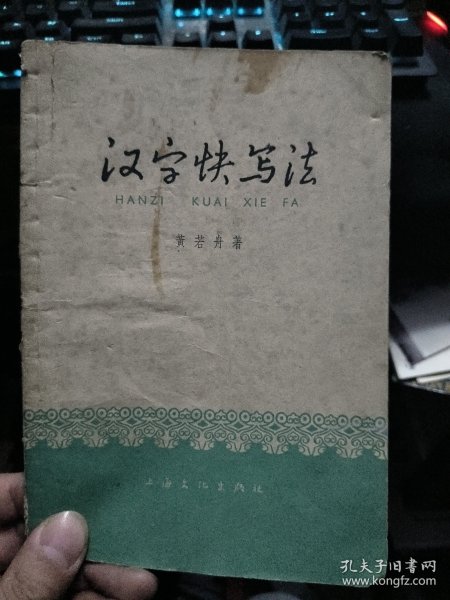 汉字快写法
HANZI KUAI XIE FA
黄若舟著
上海文化出版社
孔夫子旧书网
www.kongfz.com